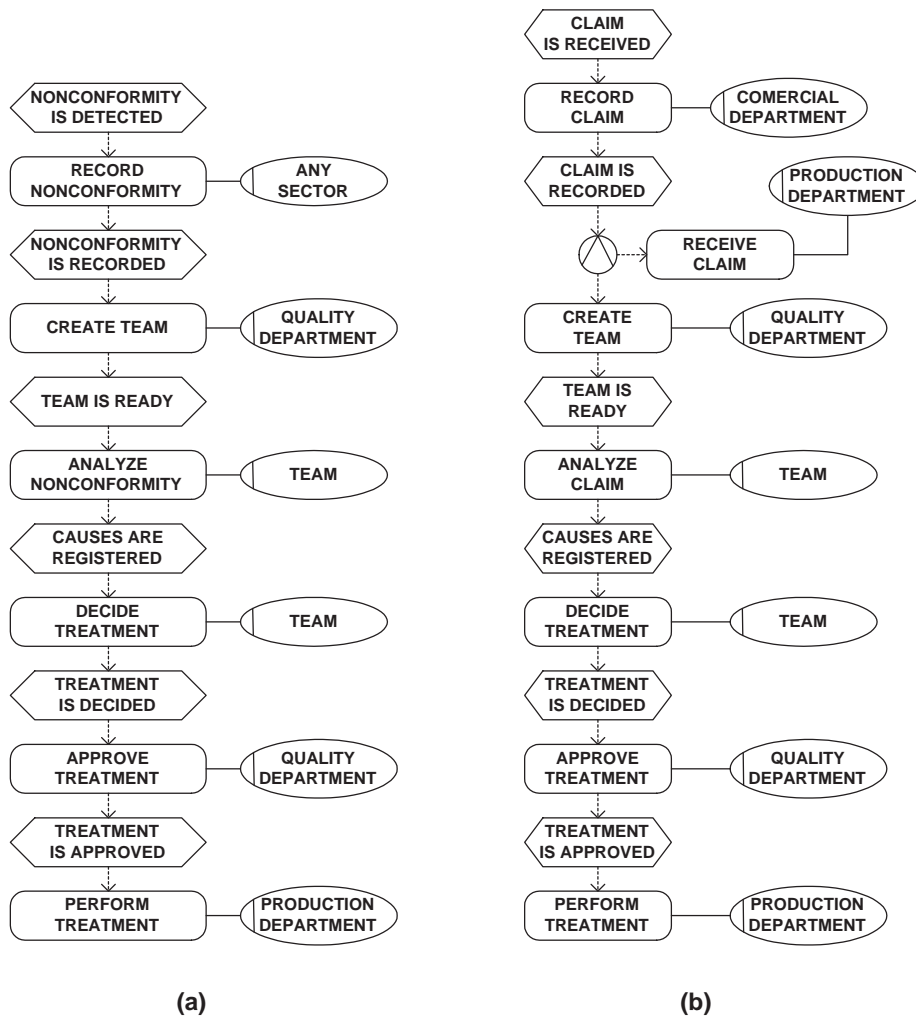 NONCONFORMITY
IS DETECTED
RECORD
NONCONFORMITY
ANY
SECTOR
NONCONFORMITY
IS RECORDED
CREATE TEAM
QUALITY
DEPARTMENT
TEAM IS READY
ANALYZE
NONCONFORMITY
TEAM
CAUSES ARE
REGISTERED
DECIDE
TREATMENT
TEAM
TREATMENT
IS DECIDED
APPROVE
TREATMENT
QUALITY
DEPARTMENT
TREATMENT
IS APPROVED
PERFORM
TREATMENT
PRODUCTION
DEPARTMENT
(a)
CLAIM
IS RECEIVED
RECORD
CLAIM
COMERCIAL
DEPARTMENT
CLAIM IS
RECORDED
PRODUCTION
DEPARTMENT
RECEIVE
CLAIM
CREATE
TEAM
QUALITY
DEPARTMENT
TEAM IS
READY
ANALYZE
CLAIM
TEAM
CAUSES ARE
REGISTERED
DECIDE
TREATMENT
TEAM
TREATMENT
IS DECIDED
APPROVE
TREATMENT
QUALITY
DEPARTMENT
TREATMENT
IS APPROVED
PERFORM
TREATMENT
PRODUCTION
DEPARTMENT
(b)